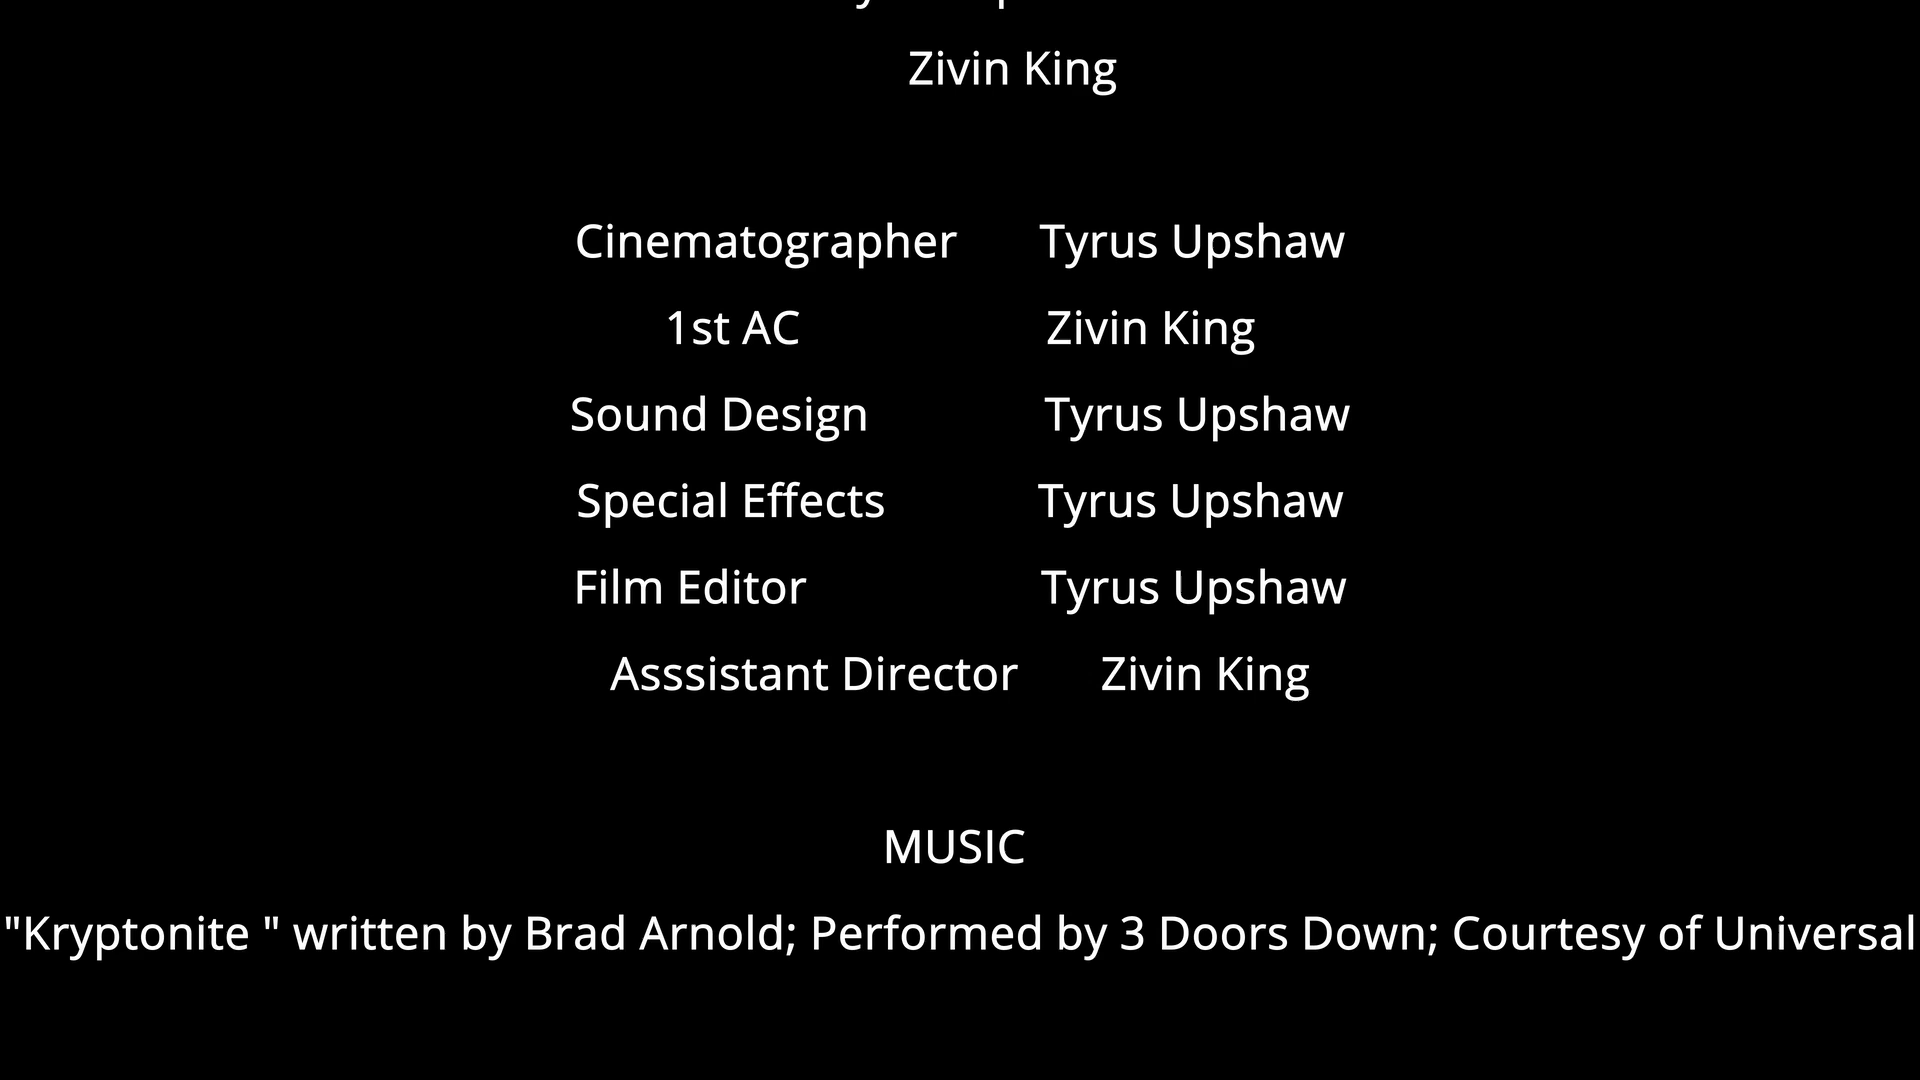 Zivin King
Cinematographer Tyrus Upshaw
1st AC Zivin King
Sound Design Tyrus Upshaw
Special Effects Tyrus Upshaw
Film Editor Tyrus Upshaw
Asssistant Director Zivin King
MUSIC
"Kryptonite " written by Brad Arnold; Performed by 3 Doors Down; Courtesy of Universal